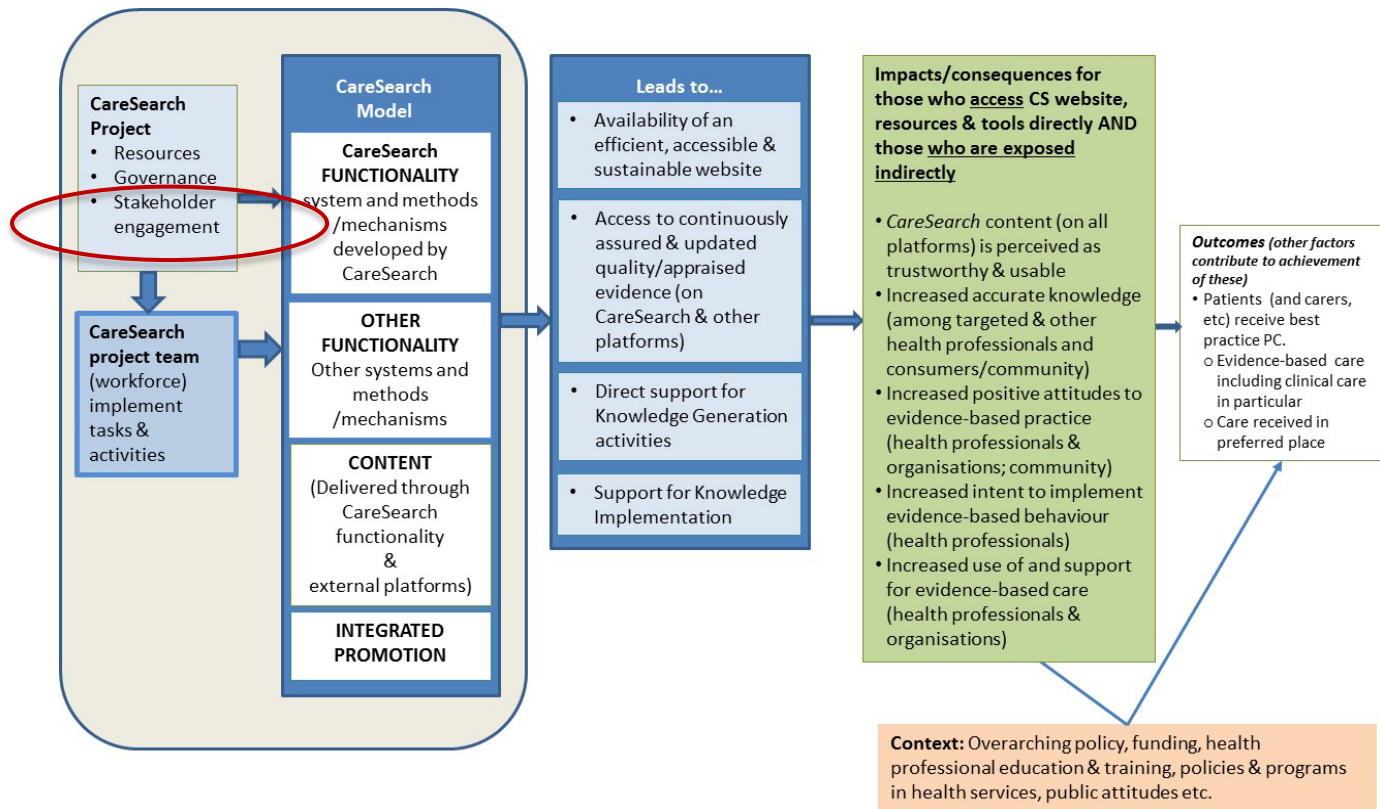 CareSearch
Project
• Resources
• Governance
• Stakeholder
engagement
CareSearch
project team
(workforce)
implement
tasks &
activities
CareSearch
Model
CareSearch
FUNCTIONALITY
system and methods
/mechanisms
developed by
CareSearch
OTHER
FUNCTIONALITY
Other systems and
methods
/mechanisms
CONTENT
(Delivered through
CareSearch
functionality
&
external platforms)
INTEGRATED
PROMOTION
Leads to...
• Availability of an
efficient, accessible &
sustainable website
• Access to continuously
assured & updated
quality/appraised
evidence (on
CareSearch & other
platforms)
• Direct support for
Knowledge Generation
activities
• Support for Knowledge
Implementation
Impacts/consequences for
those who access CS website,
resources & tools directly AND
those who are exposed
indirectly
• CareSearch content (on all
platforms) is perceived as
trustworthy & usable
• Increased accurate knowledge
(among targeted & other
health professionals and
consumers/community)
• Increased positive attitudes to
evidence-based practice
(health professionals &
organisations; community)
• Increased intent to implement
evidence-based behaviour
(health professionals)
• Increased use of and support
for evidence-based care
(health professionals &
organisations)
Outcomes (other factors
contribute to achievement
of these)
• Patients (and carers,
etc) receive best
practice PC.
o Evidence-based care
including clinical care
in particular
o Care received in
preferred place
Context: Overarching policy, funding, health
professional education & training, policies & programs
in health services, public attitudes etc.